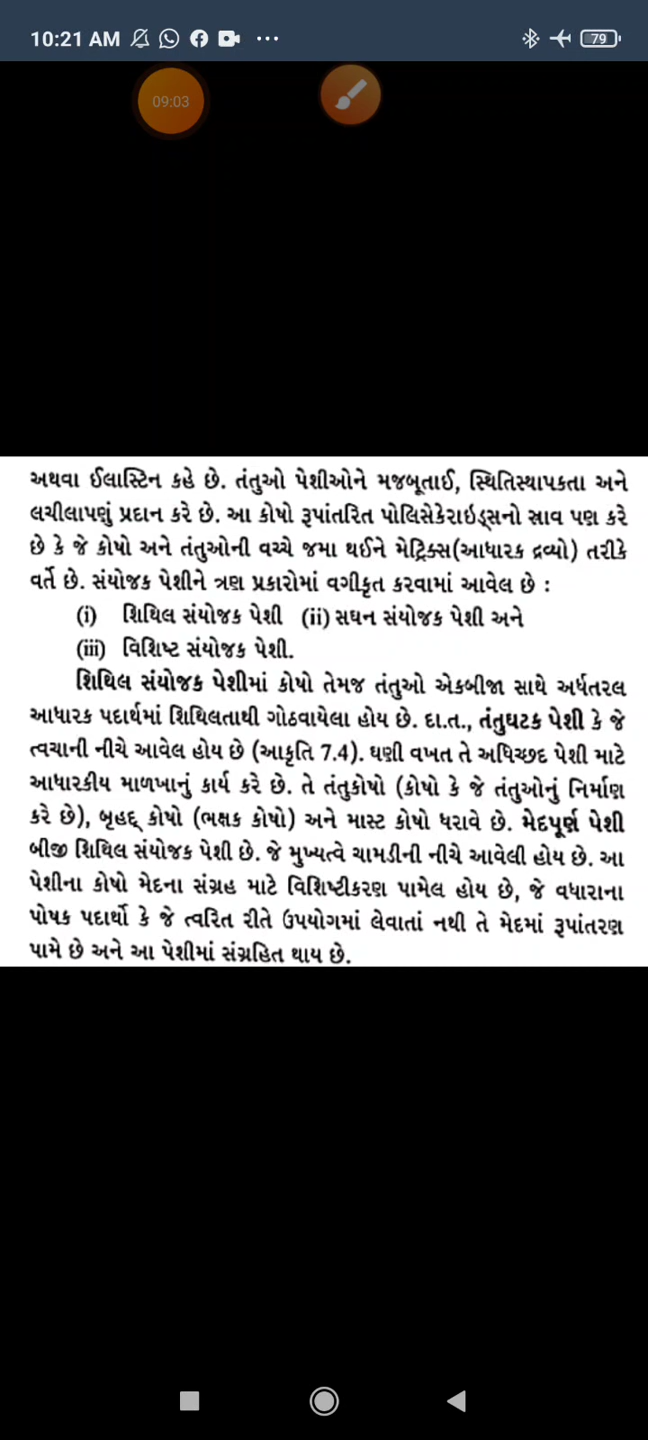 10:21 AM
79
09:03
અથવા ઈલાસ્ટિન કહે છે. તંતુઓ પેશીઓને મજબૂતાઈ, સ્થિતિસ્થાપકતા અને
લચીલાપણું પ્રદાન કરે છે. આ કોષો રૂપાંતરિત પોલિસેકેરાઇડ્સનો સ્રાવ પણ કરે
છે કે જે કોષો અને તંતુઓની વચ્ચે જમા થઈને મેટ્રિક્સ(આધારક દ્રવ્યો) તરીકે
વર્તે છે. સંયોજક પેશીને ત્રણ પ્રકારોમાં વર્ગીકૃત કરવામાં આવેલ છે :
(i) શિથિલ સંયોજક પેશી (ii) સઘન સંયોજક પેશી અને
(iii) વિશિષ્ટ સંયોજક પેશી.
શિથિલ સંયોજક પેશીમાં કોષો તેમજ તંતુઓ એકબીજા સાથે અર્ધતરલ
આધારક પદાર્થમાં શિથિલતાથી ગોઠવાયેલા હોય છે. દા.ત., તંતુઘટક પેશી કે જે
ત્વચાની નીચે આવેલ હોય છે (આકૃતિ 7.4). ઘણી વખત તે અધિચ્છદ પેશી માટે
આધારકીય માળખાનું કાર્ય કરે છે. તે તંતુકોષો (કોષો કે જે તંતુઓનું નિર્માણ
કરે છે), બૃહદ્ કોષો (ભક્ષક કોષો) અને માસ્ટ કોષો ધરાવે છે. મેદપૂર્ણ પેશી
બીજી શિથિલ સંયોજક પેશી છે. જે મુખ્યત્વે ચામડીની નીચે આવેલી હોય છે. આ
પેશીના કોષો મેદના સંગ્રહ માટે વિશિષ્ટીકરણ પામેલ હોય છે, જે વધારાના
પોષક પદાર્થો કે જે ત્વરિત રીતે ઉપયોગમાં લેવાતાં નથી તે મેદમાં રૂપાંતરણ
પામે છે અને આ પેશીમાં સંગ્રહિત થાય છે.